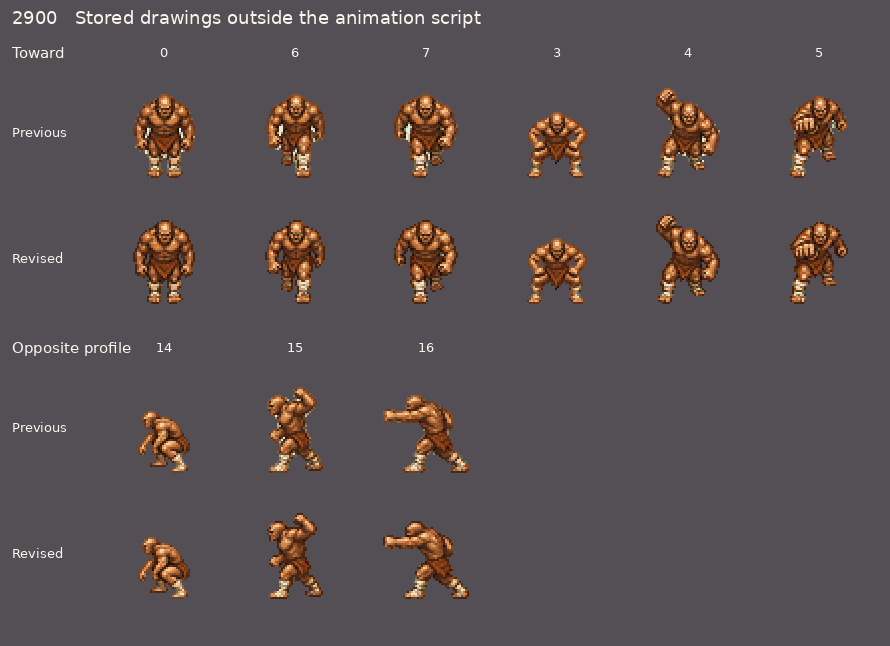 2900 Stored drawings outside the animation script
Toward 0 6 7 3 4 5
Previous
Revised
Opposite profile 14 15 16
Previous
Revised